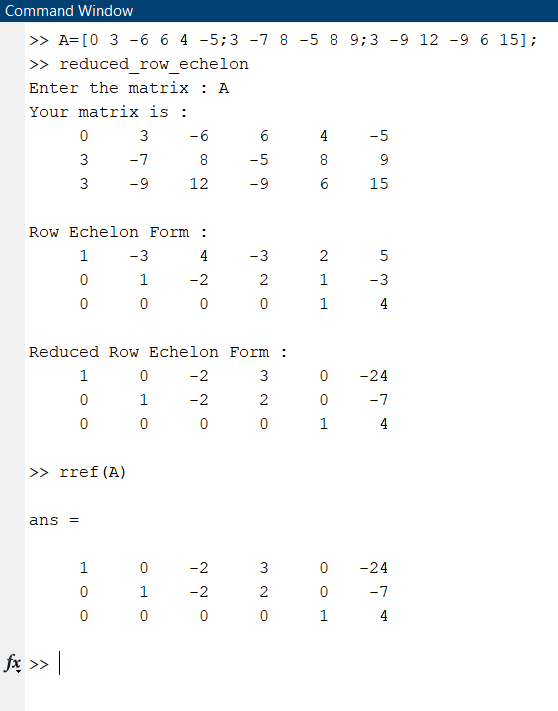 Command Window
>> A=[0 3 -6 6 4 -5;3 -7 8 -5 8 9;3 -9 12 -9 6 15];
>> reduced_row_echelon
Enter the matrix : A
Your matrix is :
0 3 -6 6 4 -5
3 -7 8 -5 8 9
3 -9 12 -9 6 15
Row Echelon Form :
1 -3 4 -3 2 5
0 1 -2 2 1 -3
0 0 0 0 1 4
Reduced Row Echelon Form :
1 0 -2 3 0 -24
0 1 -2 2 0 -7
0 0 0 0 1 4
>> rref(A)
ans =
1 0 -2 3 0 -24
0 1 -2 2 0 -7
0 0 0 0 1 4
fx >>